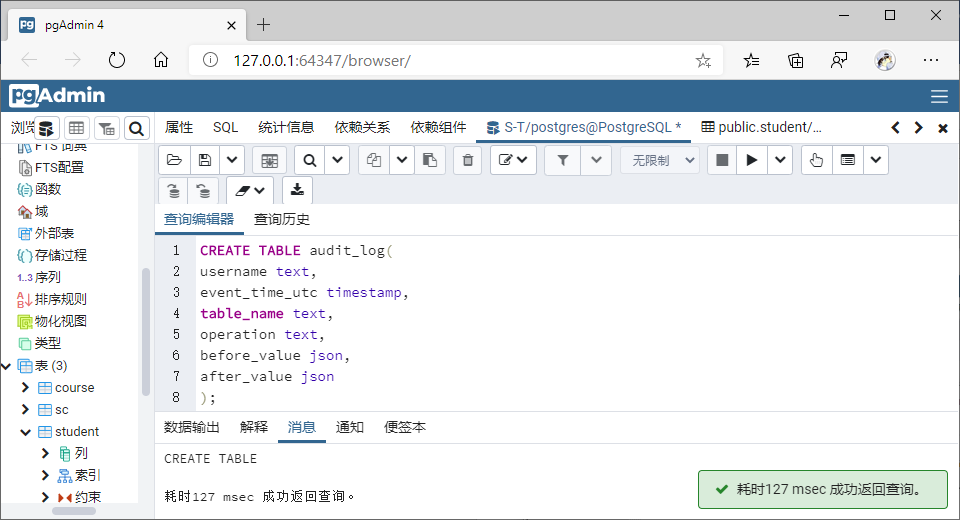 pgAdmin 4
127.0.0.1:64347/browser/
pgAdmin
浏览
属性 SQL 统计信息 依赖关系 依赖组件 S-T/postgres@PostgreSQL * public.student/...
FTS 词典
FTS配置
函数
域
外部表
存储过程
1..3 序列
排序规则
物化视图
类型
表 (3)
course
sc
student
列
索引
约束
无限制
查询编辑器 查询历史
1 CREATE TABLE audit_log(
2 username text,
3 event_time_utc timestamp,
4 table_name text,
5 operation text,
6 before_value json,
7 after_value json
8 );
数据输出 解释 消息 通知 便签本
CREATE TABLE
耗时127 msec 成功返回查询。
耗时127 msec 成功返回查询。